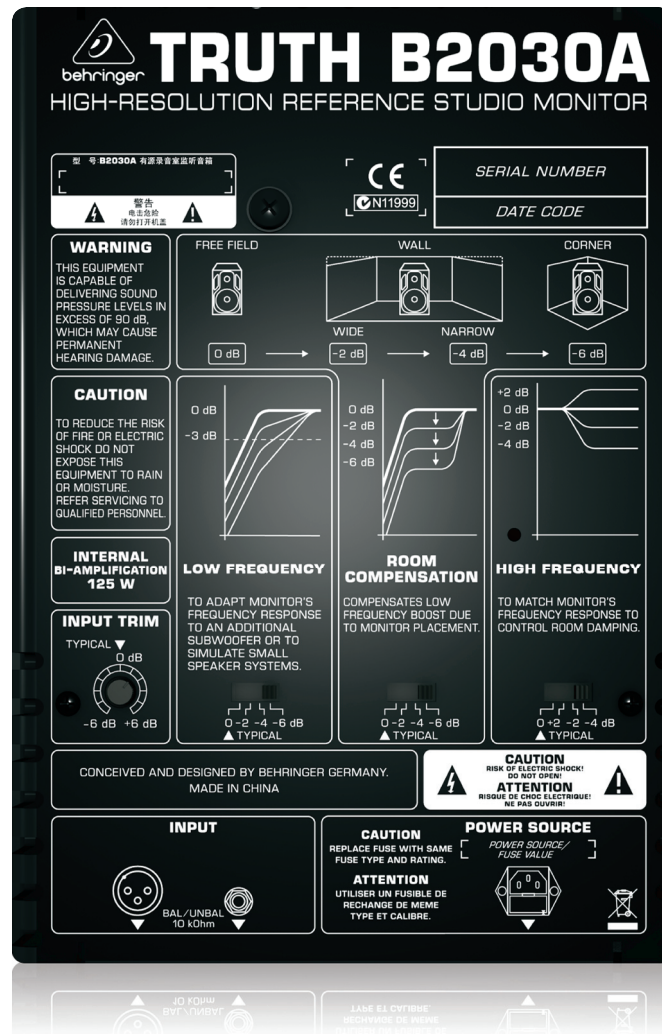 behringer
TRUTH B2030A
HIGH-RESOLUTION REFERENCE STUDIO MONITOR
型 号:B2030A 有源录音室监听音箱
警告
电击危险
请勿打开机盖
CE
N11999
SERIAL NUMBER
DATE CODE
WARNING
THIS EQUIPMENT
IS CAPABLE OF
DELIVERING SOUND
PRESSURE LEVELS IN
EXCESS OF 90 dB,
WHICH MAY CAUSE
PERMANENT
HEARING DAMAGE.
FREE FIELD
WALL
CORNER
WIDE
NARROW
0 dB
-2 dB
-4 dB
-6 dB
CAUTION
TO REDUCE THE RISK
OF FIRE OR ELECTRIC
SHOCK DO NOT
EXPOSE THIS
EQUIPMENT TO RAIN
OR MOISTURE.
REFER SERVICING TO
QUALIFIED PERSONNEL.
INTERNAL
BI-AMPLIFICATION
125 W
INPUT TRIM
TYPICAL
0 dB
-6 dB +6 dB
0 dB
-3 dB
LOW FREQUENCY
TO ADAPT MONITOR'S
FREQUENCY RESPONSE
TO AN ADDITIONAL
SUBWOOFER OR TO
SIMULATE SMALL
SPEAKER SYSTEMS.
0 -2 -4 -6 dB
TYPICAL
0 dB
-2 dB
-4 dB
-6 dB
ROOM
COMPENSATION
COMPENSATES LOW
FREQUENCY BOOST DUE
TO MONITOR PLACEMENT.
0 -2 -4 -6 dB
TYPICAL
+2 dB
0 dB
-2 dB
-4 dB
HIGH FREQUENCY
TO MATCH MONITOR'S
FREQUENCY RESPONSE TO
CONTROL ROOM DAMPING.
0 +2 -2 -4 dB
TYPICAL
CONCEIVED AND DESIGNED BY BEHRINGER GERMANY.
MADE IN CHINA
CAUTION
RISK OF ELECTRIC SHOCK!
DO NOT OPEN!
ATTENTION
RISQUE DE CHOC ELECTRIQUE!
NE PAS OUVRIR!
INPUT
BAL/UNBAL
10 kOhm
CAUTION
REPLACE FUSE WITH SAME
FUSE TYPE AND RATING.
ATTENTION
UTILISER UN FUSIBLE DE
RECHANGE DE MEME
TYPE ET CALIBRE.
POWER SOURCE
POWER SOURCE/
FUSE VALUE